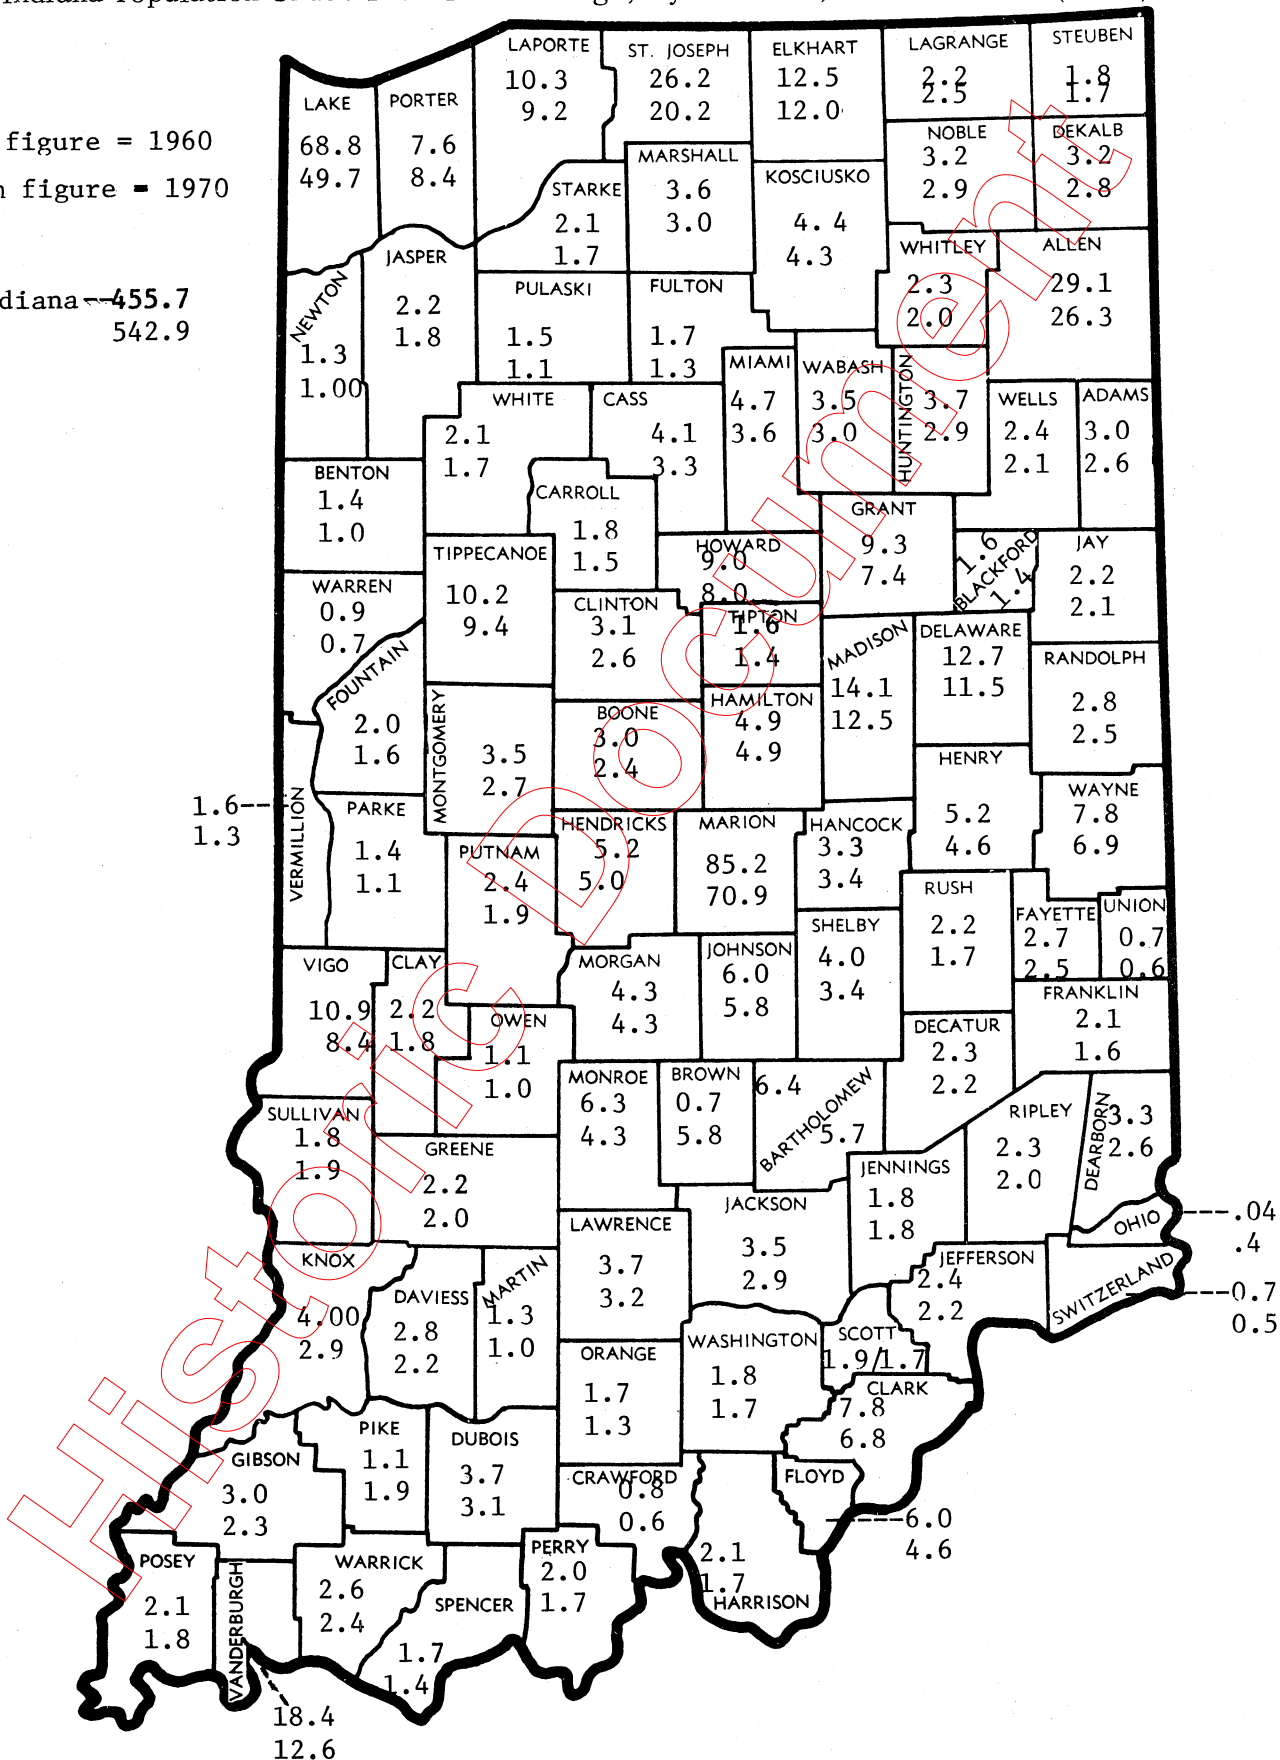 figure = 1960
figure = 1970
diana--455.7
542.9
LAKE
68.8
49.7
PORTER
7.6
8.4
LAPORTE
10.3
9.2
ST. JOSEPH
26.2
20.2
ELKHART
12.5
12.0
LAGRANGE
2.2
2.5
STEUBEN
1.8
1.7
NOBLE
3.2
2.9
DEKALB
3.2
2.8
MARSHALL
3.6
3.0
STARKE
2.1
1.7
KOSCIUSKO
4.4
4.3
WHITLEY
2.3
2.0
ALLEN
29.1
26.3
NEWTON
1.3
1.00
JASPER
2.2
1.8
PULASKI
1.5
1.1
FULTON
1.7
1.3
MIAMI
4.7
3.6
WABASH
3.5
3.0
HUNTINGTON
3.7
2.9
WELLS
2.4
2.1
ADAMS
3.0
2.6
WHITE
2.1
1.7
CASS
4.1
3.3
BENTON
1.4
1.0
CARROLL
1.8
1.5
GRANT
9.3
7.4
BLACKFORD
1.6
1.4
JAY
2.2
2.1
HOWARD
9.0
8.0
TIPPECANOE
10.2
9.4
WARREN
0.9
0.7
CLINTON
3.1
2.6
TIPTON
1.6
1.4
MADISON
14.1
12.5
DELAWARE
12.7
11.5
RANDOLPH
2.8
2.5
FOUNTAIN
2.0
1.6
MONTGOMERY
3.5
2.7
BOONE
3.0
2.4
HAMILTON
4.9
4.9
HENRY
5.2
4.6
WAYNE
7.8
6.9
1.6--
1.3
VERMILLION
PARKE
1.4
1.1
PUTNAM
2.4
1.9
HENDRICKS
5.2
5.0
MARION
85.2
70.9
HANCOCK
3.3
3.4
RUSH
2.2
1.7
FAYETTE
2.7
2.5
UNION
0.7
0.6
SHELBY
4.0
3.4
VIGO
10.9
8.4
CLAY
2.2
1.8
OWEN
1.1
1.0
MORGAN
4.3
4.3
JOHNSON
6.0
5.8
FRANKLIN
2.1
1.6
DECATUR
2.3
2.2
MONROE
6.3
4.3
BROWN
0.7
5.8
BARTHOLOMEW
6.4
5.7
SULLIVAN
1.8
1.9
GREENE
2.2
2.0
RIPLEY
2.3
2.0
DEARBORN
3.3
2.6
JENNINGS
1.8
1.8
OHIO
---.04
.4
LAWRENCE
3.7
3.2
JACKSON
3.5
2.9
JEFFERSON
2.4
2.2
SWITZERLAND
---0.7
0.5
KNOX
4.00
2.9
DAVIESS
2.8
2.2
MARTIN
1.3
1.0
ORANGE
1.7
1.3
WASHINGTON
1.8
1.7
SCOTT
1.9/1.7
CLARK
7.8
6.8
GIBSON
3.0
2.3
PIKE
1.1
1.9
DUBOIS
3.7
3.1
CRAWFORD
0.8
0.6
FLOYD
----6.0
4.6
HARRISON
2.1
1.7
POSEY
2.1
1.8
VANDERBURGH
18.4
12.6
WARRICK
2.6
2.4
SPENCER
1.7
1.4
PERRY
2.0
1.7
Historic Document